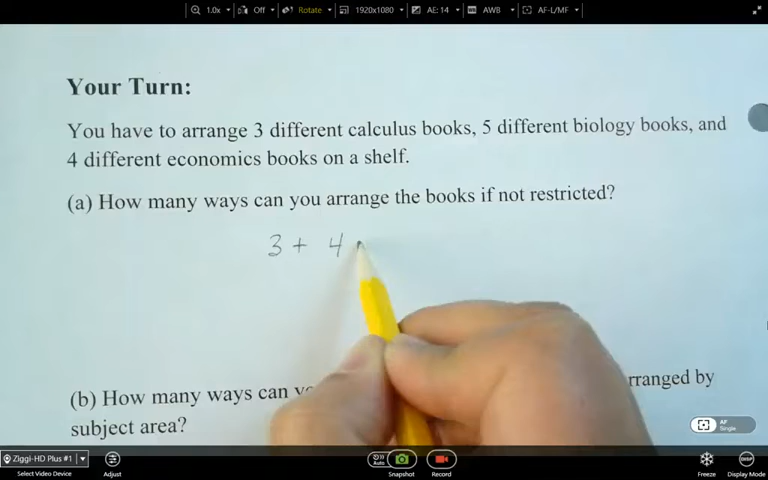 1.0x Off Rotate 1920x1080 AE: 14 AWB AF-L/MF
Your Turn:
You have to arrange 3 different calculus books, 5 different biology books, and
4 different economics books on a shelf.
(a) How many ways can you arrange the books if not restricted?
3 + 4
(b) How many ways can rranged by
subject area?
AF
Single
Ziggi-HD Plus #1
Select Video Device
Adjust
Auto
Snapshot
Record
Freeze
DISP
Display Mode